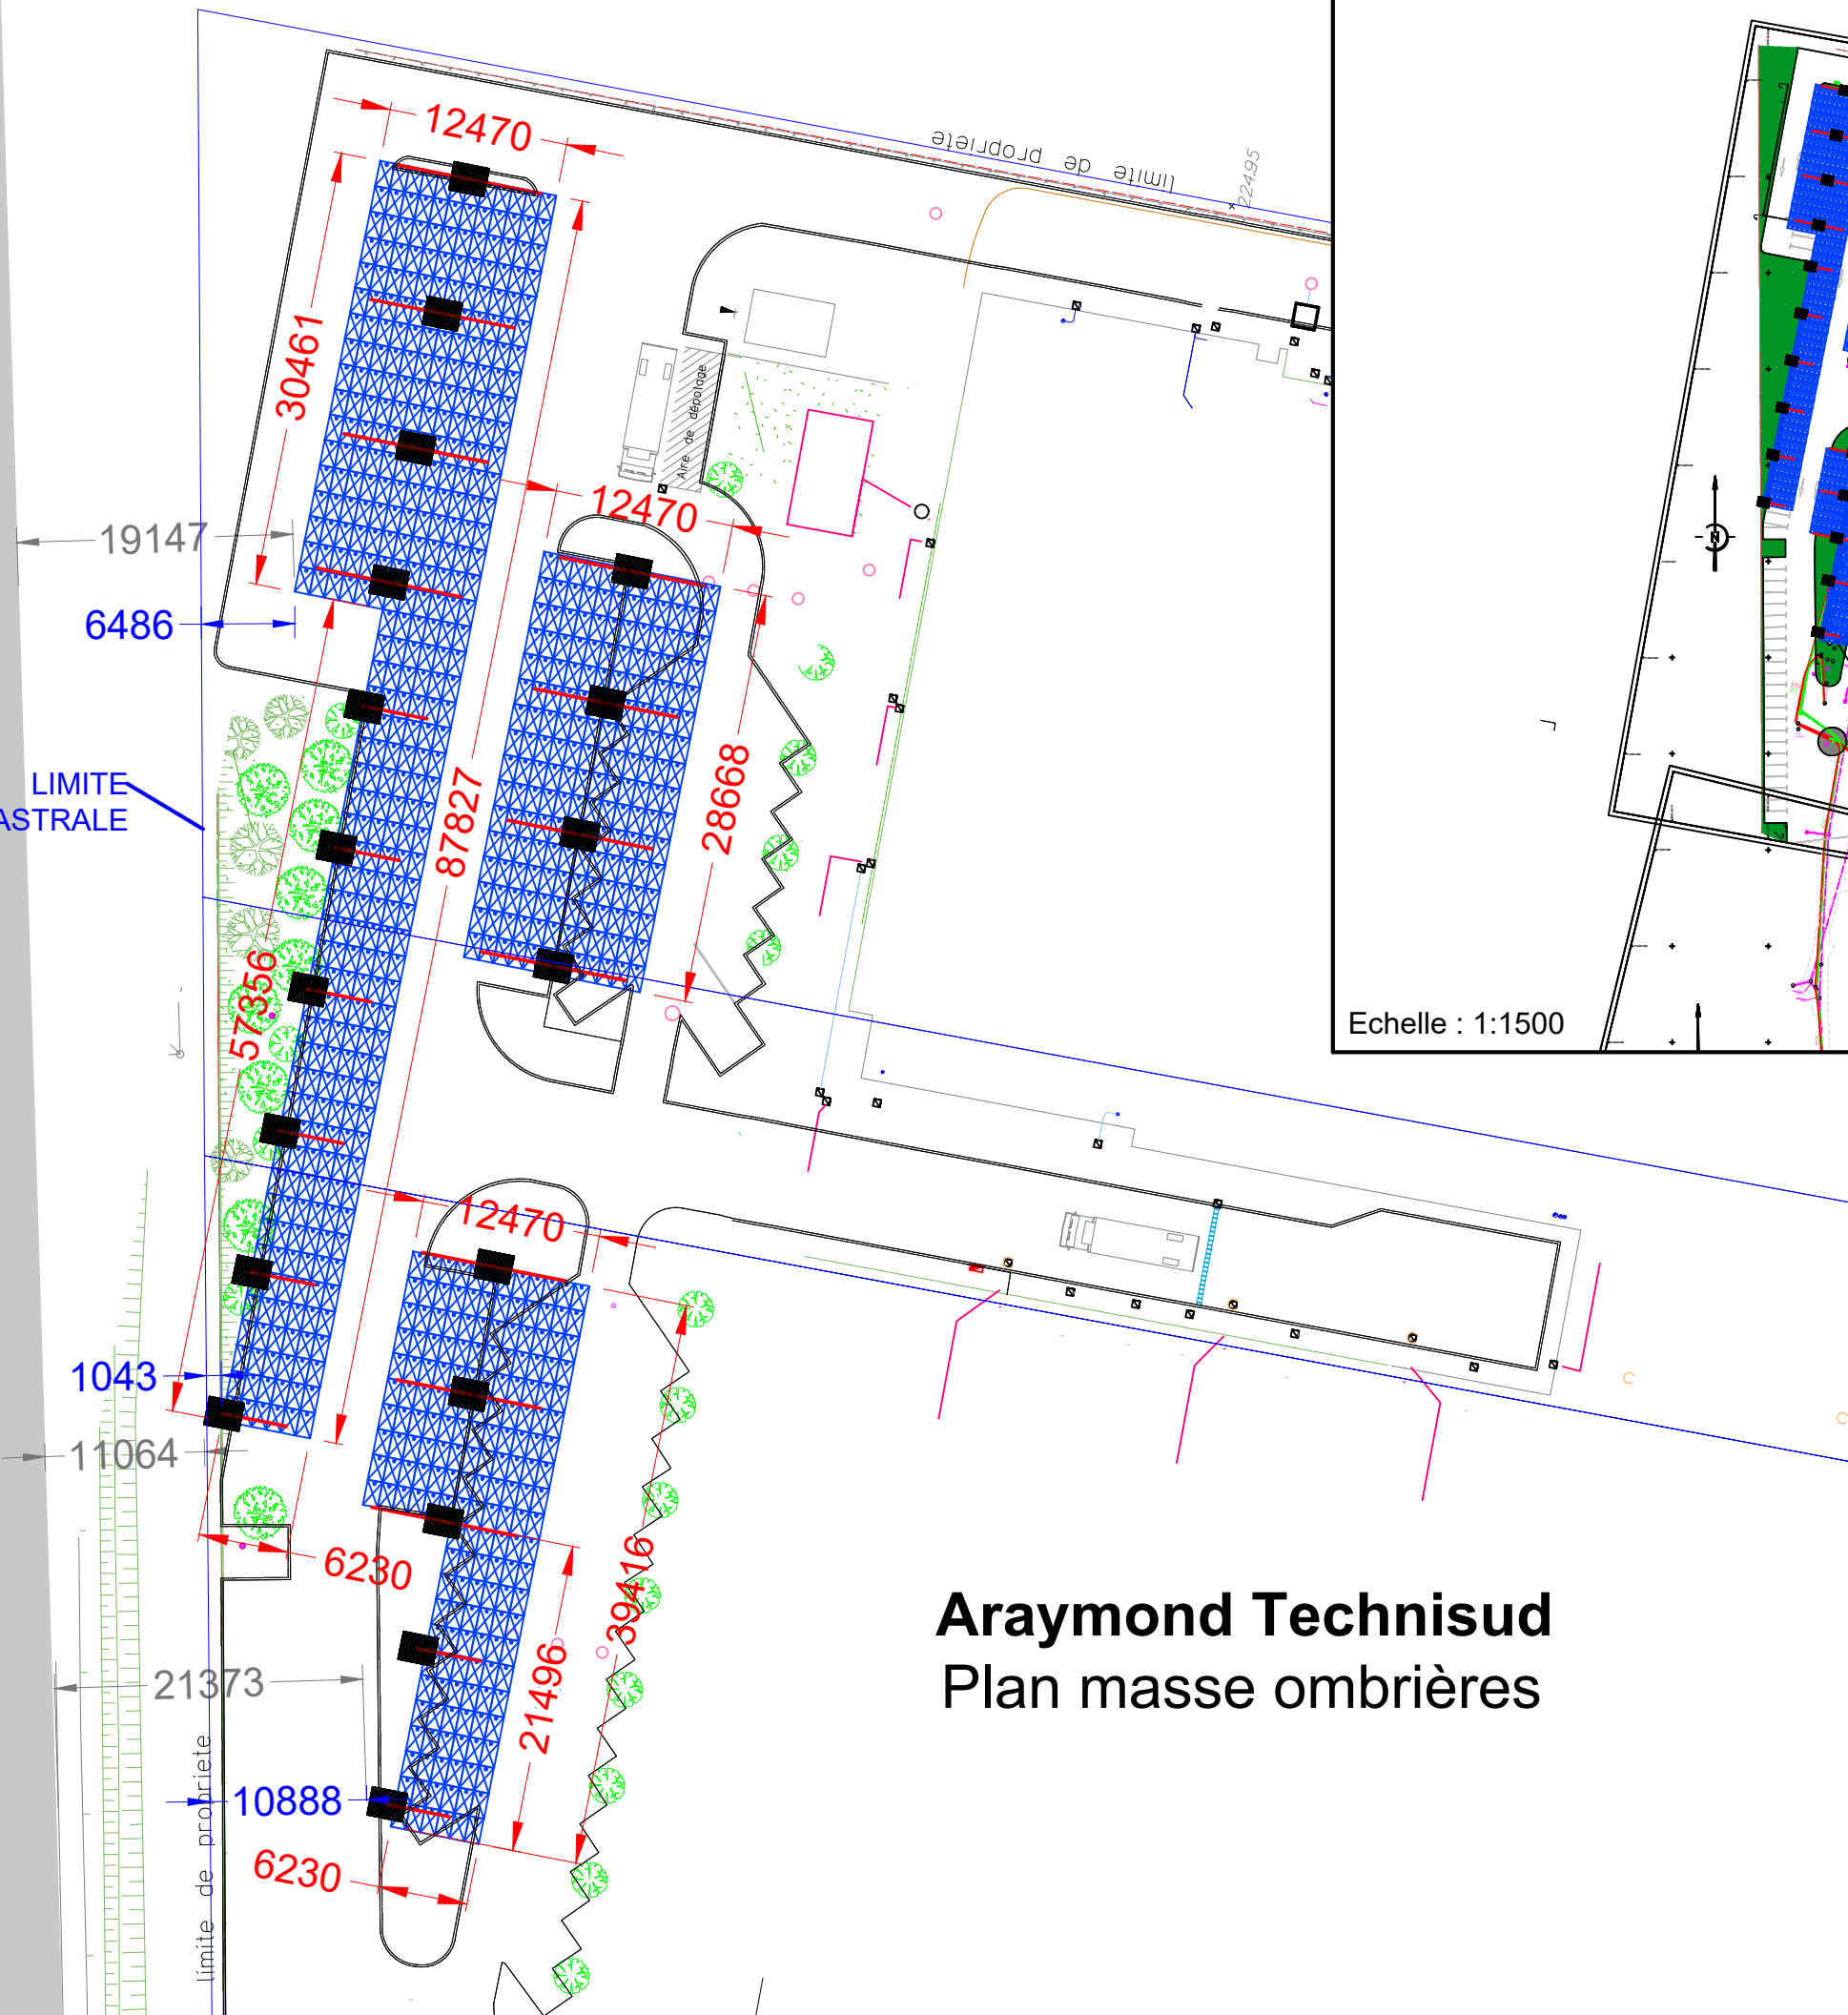 12470
limite de propriete
22495
30461
Aire de dépotage
12470
19147
6486
LIMITE
ASTRALE
87827
28668
57356
Echelle : 1:1500
12470
1043
11064
6230
39416
21496
21373
10888
6230
limite de propriete
Araymond Technisud
Plan masse ombrières